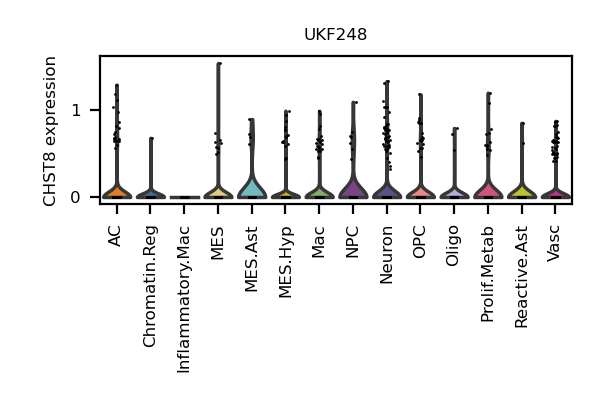 UKF248
CHST8 expression
1
0
AC
Chromatin.Reg
Inflammatory.Mac
MES
MES.Ast
MES.Hyp
Mac
NPC
Neuron
OPC
Oligo
Prolif.Metab
Reactive.Ast
Vasc